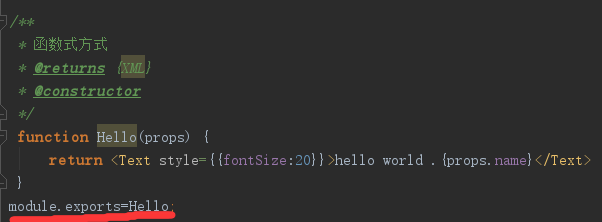 /**
* 函数式方式
* @returns {XML}
* @constructor
*/
function Hello(props) {
return <Text style={{fontSize:20}}>hello world .{props.name}</Text>
}
module.exports=Hello;